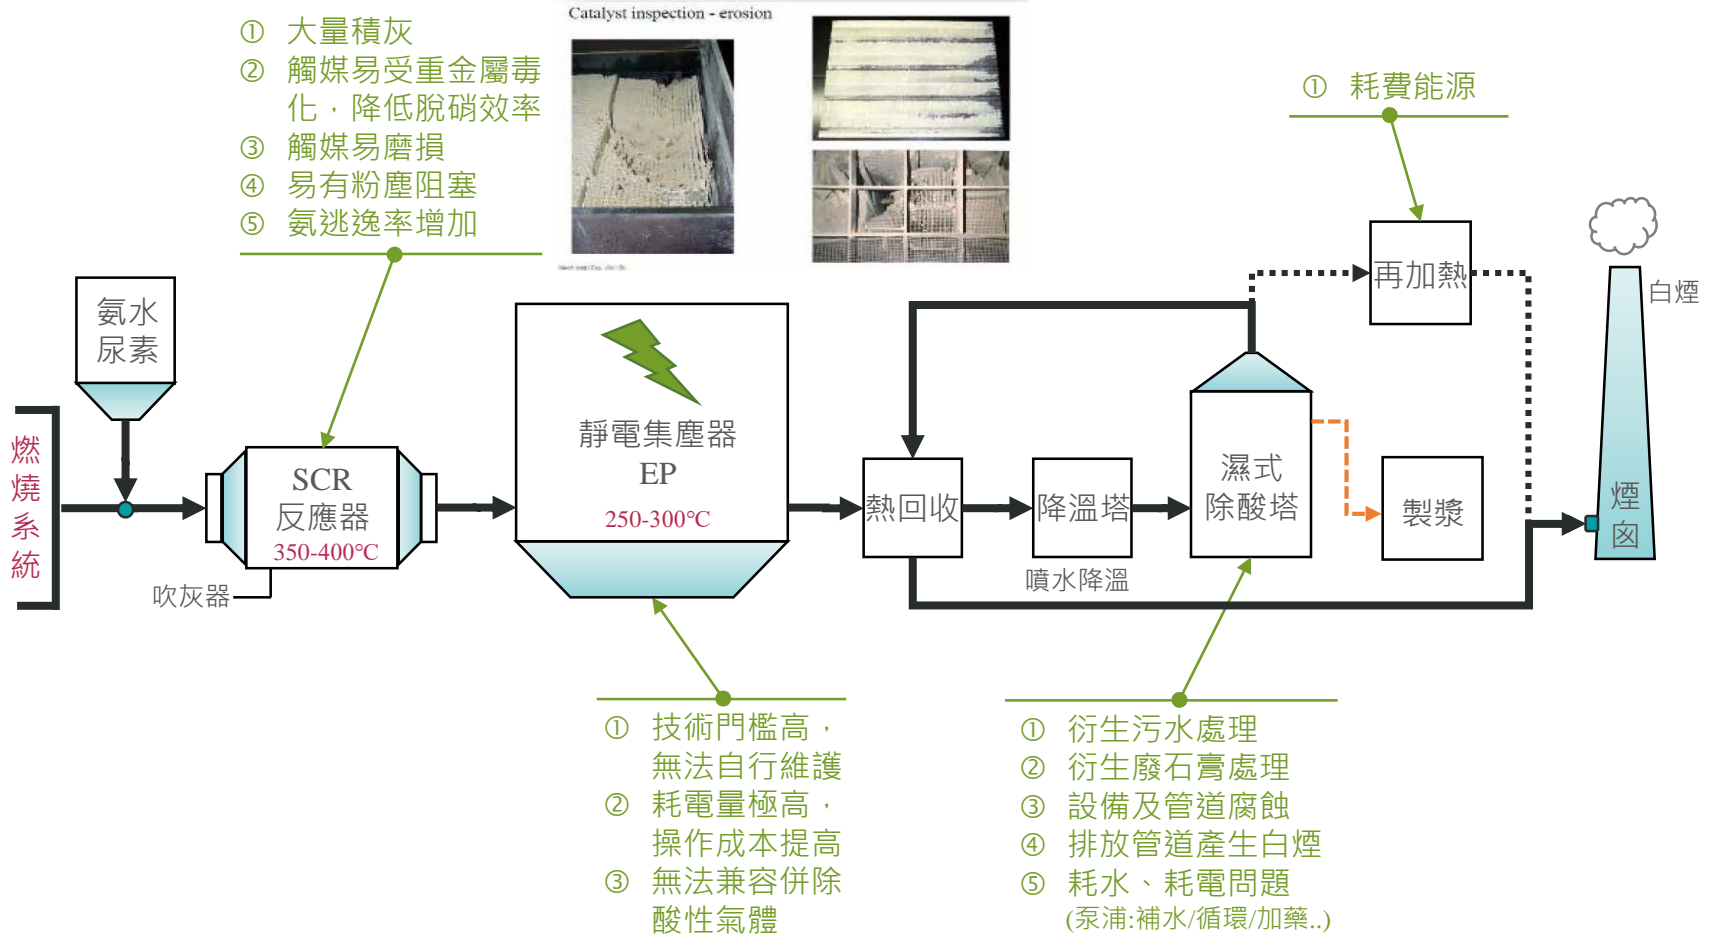 ① 大量積灰
② 觸媒易受重金屬毒
化，降低脫硝效率
③ 觸媒易磨損
④ 易有粉塵阻塞
⑤ 氨逃逸率增加
Catalyst inspection - erosion
① 耗費能源
氨水
尿素
燃燒系統
SCR
反應器
350-400℃
吹灰器
靜電集塵器
EP
250-300℃
熱回收
降溫塔
噴水降溫
濕式
除酸塔
製漿
再加熱
白煙
煙囪
① 技術門檻高，
無法自行維護
② 耗電量極高，
操作成本提高
③ 無法兼容併除
酸性氣體
① 衍生污水處理
② 衍生廢石膏處理
③ 設備及管道腐蝕
④ 排放管道產生白煙
⑤ 耗水、耗電問題
(泵浦:補水/循環/加藥..)